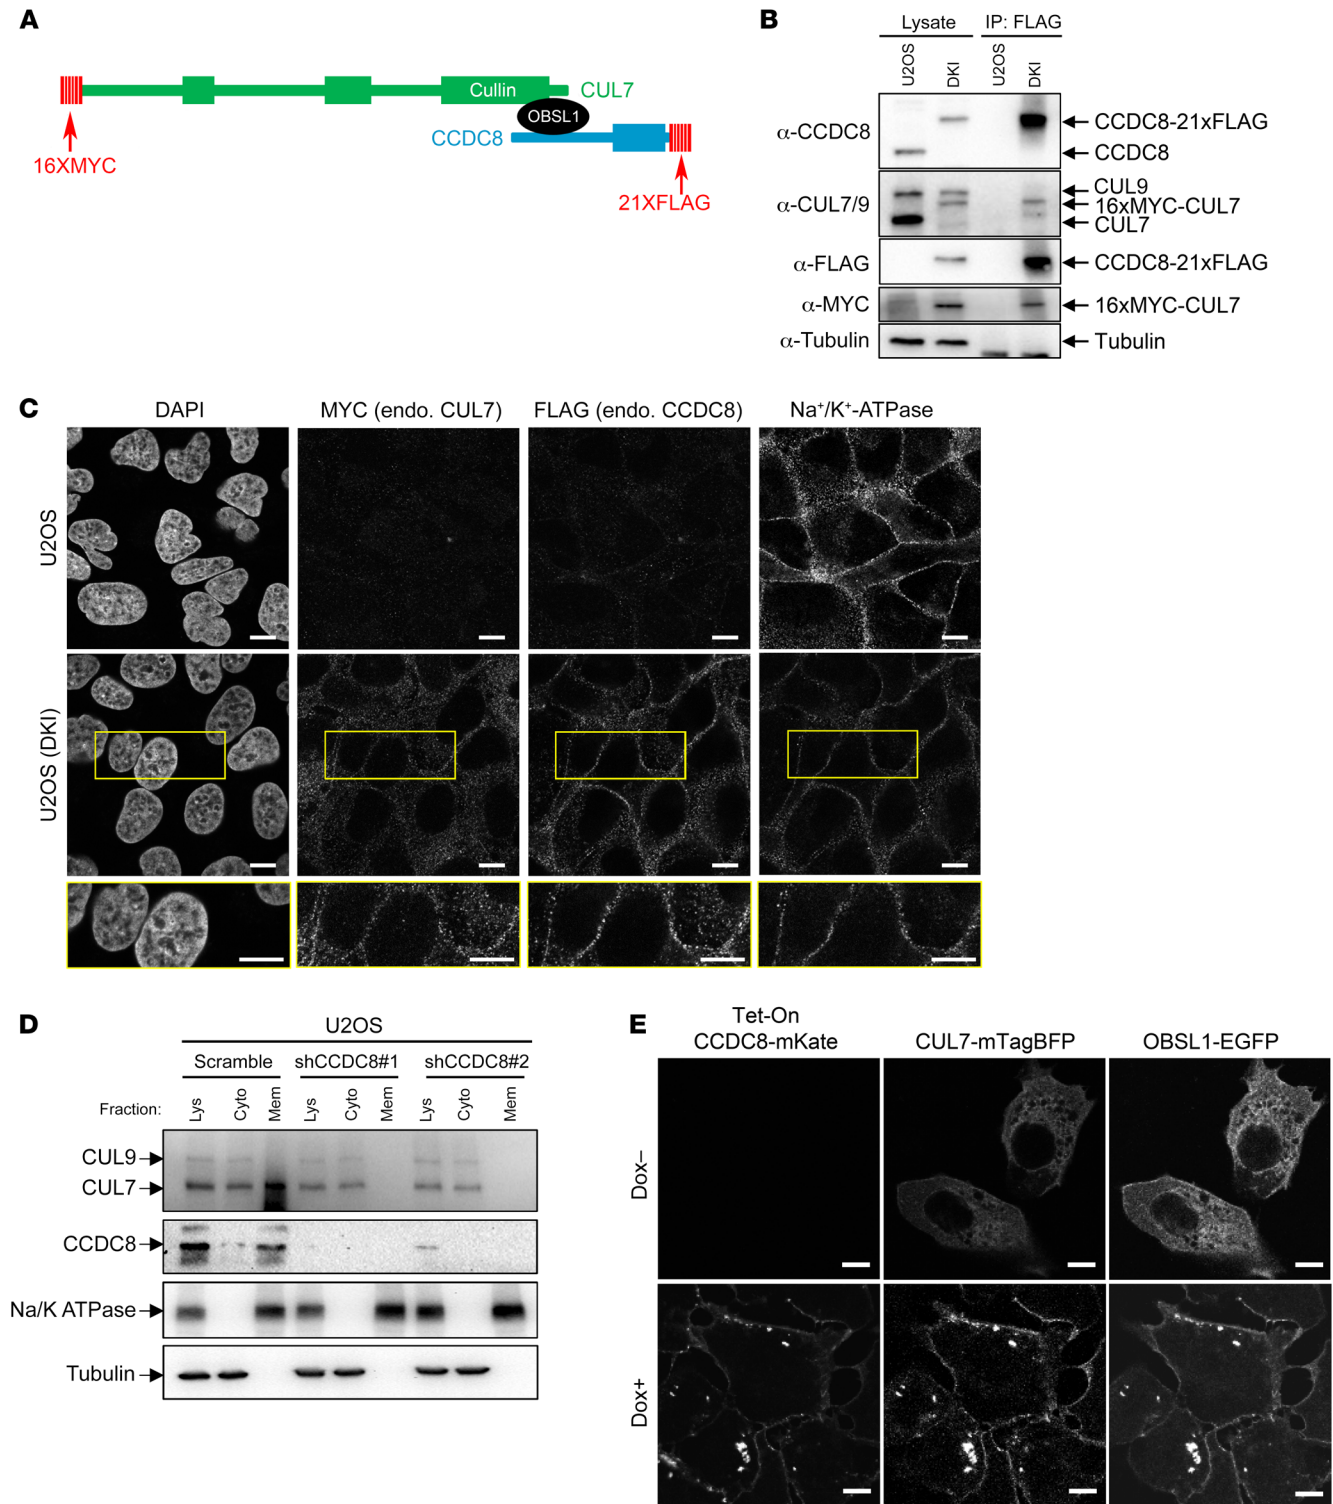 A
Cullin
CUL7
OBSL1
CCDC8
16XMYC
21XFLAG
B
Lysate
IP: FLAG
U2OS
DKI
U2OS
DKI
α-CCDC8
CCDC8-21xFLAG
CCDC8
α-CUL7/9
CUL9
16xMYC-CUL7
CUL7
α-FLAG
CCDC8-21xFLAG
α-MYC
16xMYC-CUL7
α-Tubulin
Tubulin
C
DAPI
MYC (endo. CUL7)
FLAG (endo. CCDC8)
Na⁺/K⁺-ATPase
U2OS
U2OS (DKI)
D
U2OS
Scramble
shCCDC8#1
shCCDC8#2
Fraction:
Lys
Cyto
Mem
Lys
Cyto
Mem
Lys
Cyto
Mem
CUL9
CUL7
CCDC8
Na/K ATPase
Tubulin
E
Tet-On
CCDC8-mKate
CUL7-mTagBFP
OBSL1-EGFP
Dox–
Dox+